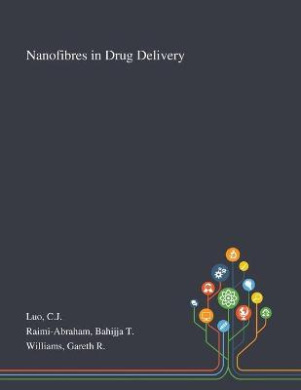 Nanofibres in Drug Delivery
Luo, C.J.
Raimi-Abraham, Bahijja T.
Williams, Gareth R.